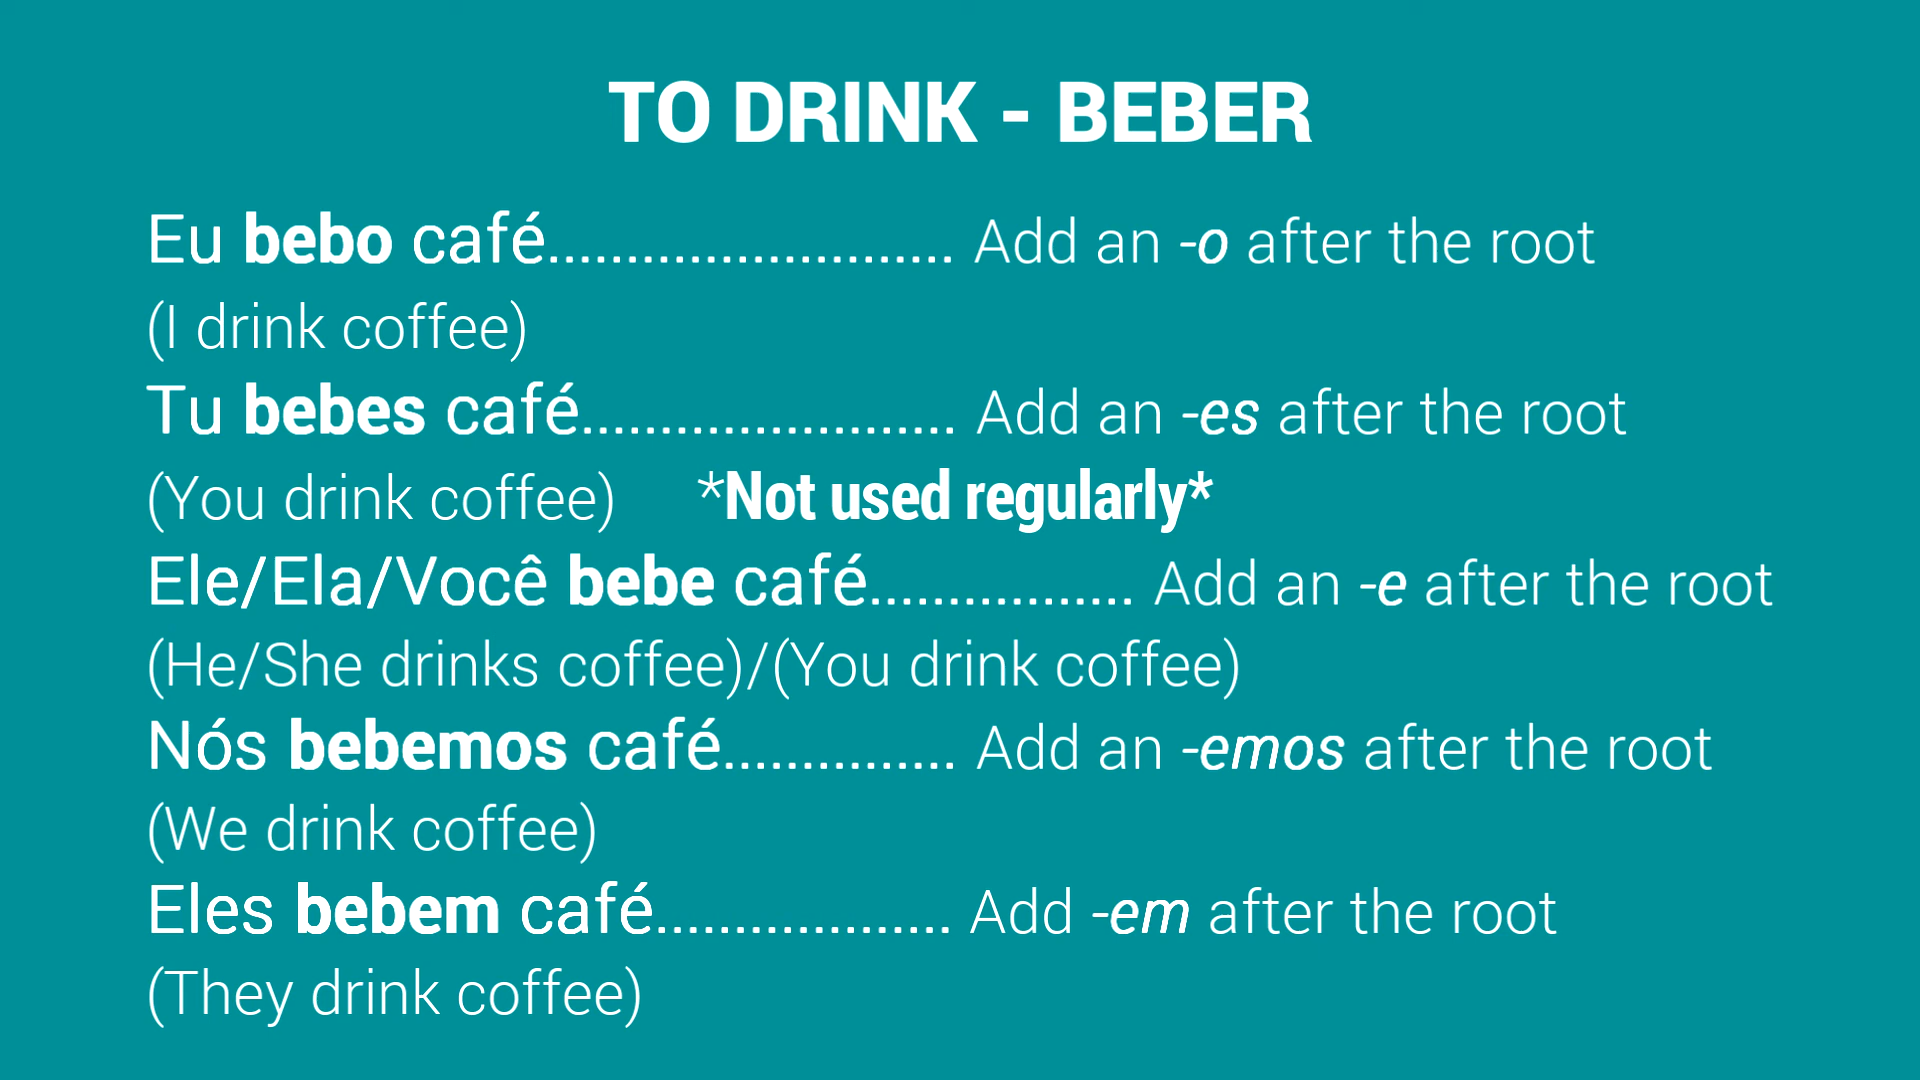 TO DRINK - BEBER
Eu bebo café.......................... Add an -o after the root
(I drink coffee)
Tu bebes café........................ Add an -es after the root
(You drink coffee) *Not used regularly*
Ele/Ela/Você bebe café................. Add an -e after the root
(He/She drinks coffee)/(You drink coffee)
Nós bebemos café............... Add an -emos after the root
(We drink coffee)
Eles bebem café................... Add -em after the root
(They drink coffee)